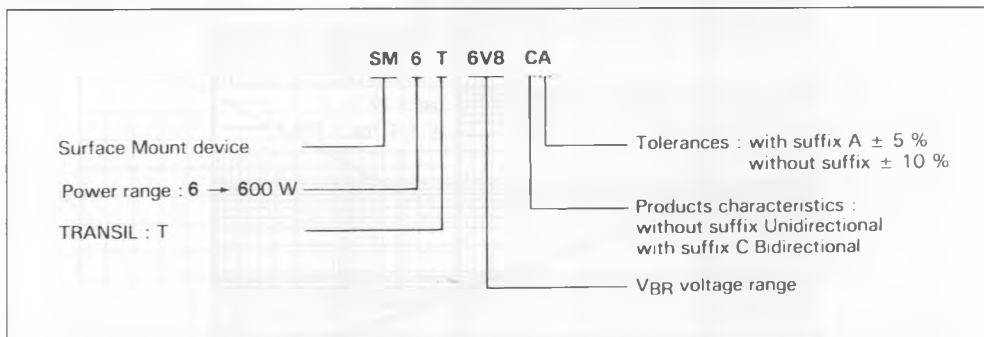 SM 6 T 6V8 CA
Surface Mount device
Power range : 6 → 600 W
TRANSIL : T
Tolerances : with suffix A ± 5 %
without suffix ± 10 %
Products characteristics :
without suffix Unidirectional
with suffix C Bidirectional
VBR voltage range